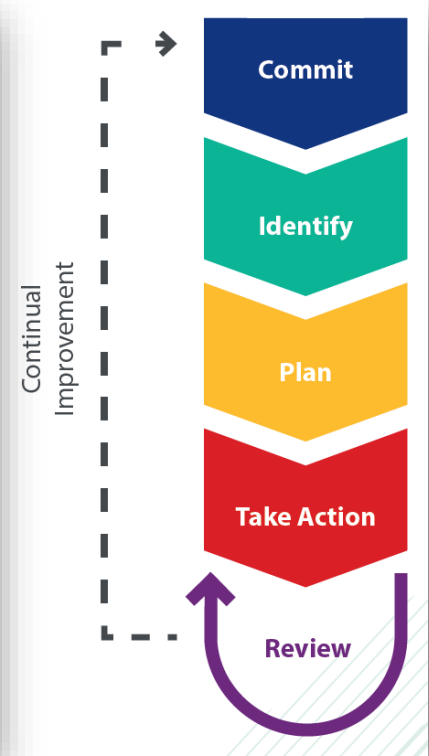 Commit
Identify
Plan
Take Action
Review
Continual
Improvement